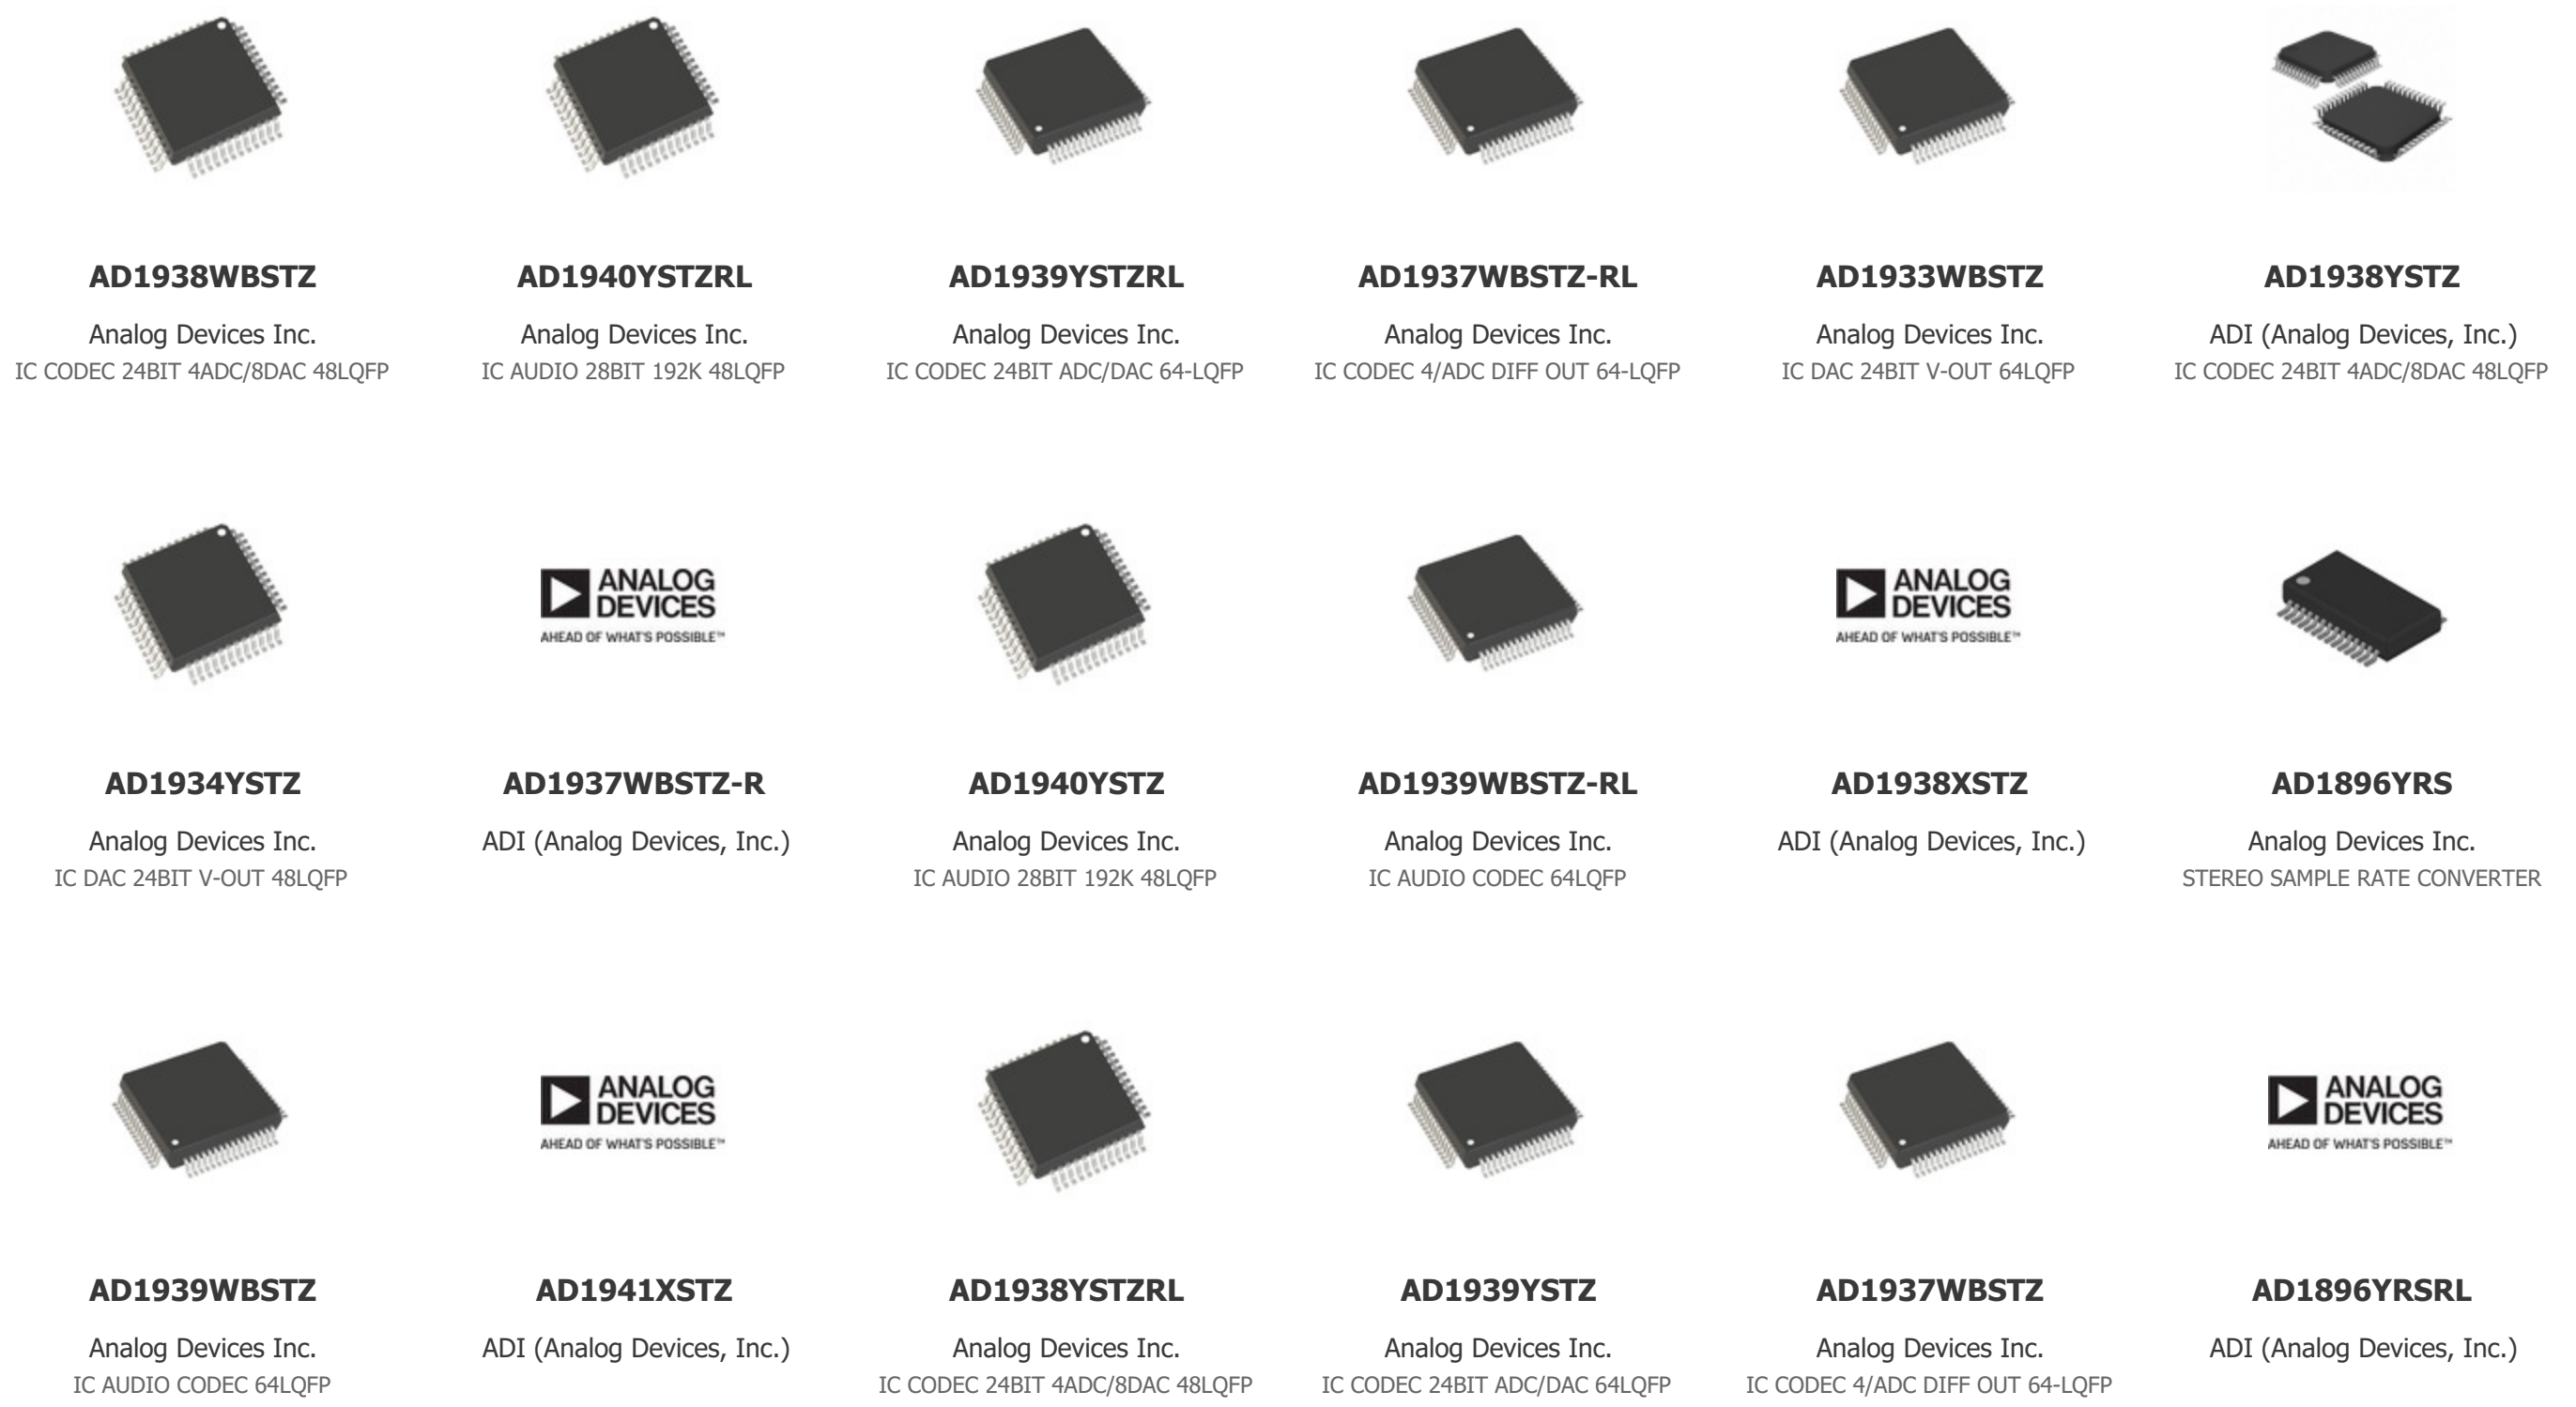 AD1938WBSTZ
Analog Devices Inc.
IC CODEC 24BIT 4ADC/8DAC 48LQFP
AD1940YSTZRL
Analog Devices Inc.
IC AUDIO 28BIT 192K 48LQFP
AD1939YSTZRL
Analog Devices Inc.
IC CODEC 24BIT ADC/DAC 64-LQFP
AD1937WBSTZ-RL
Analog Devices Inc.
IC CODEC 4/ADC DIFF OUT 64-LQFP
AD1933WBSTZ
Analog Devices Inc.
IC DAC 24BIT V-OUT 64LQFP
AD1938YSTZ
ADI (Analog Devices, Inc.)
IC CODEC 24BIT 4ADC/8DAC 48LQFP
AD1934YSTZ
Analog Devices Inc.
IC DAC 24BIT V-OUT 48LQFP
ANALOG
DEVICES
AHEAD OF WHAT'S POSSIBLE™
AD1937WBSTZ-R
ADI (Analog Devices, Inc.)
AD1940YSTZ
Analog Devices Inc.
IC AUDIO 28BIT 192K 48LQFP
AD1939WBSTZ-RL
Analog Devices Inc.
IC AUDIO CODEC 64LQFP
ANALOG
DEVICES
AHEAD OF WHAT'S POSSIBLE™
AD1938XSTZ
ADI (Analog Devices, Inc.)
AD1896YRS
Analog Devices Inc.
STEREO SAMPLE RATE CONVERTER
AD1939WBSTZ
Analog Devices Inc.
IC AUDIO CODEC 64LQFP
ANALOG
DEVICES
AHEAD OF WHAT'S POSSIBLE™
AD1941XSTZ
ADI (Analog Devices, Inc.)
AD1938YSTZRL
Analog Devices Inc.
IC CODEC 24BIT 4ADC/8DAC 48LQFP
AD1939YSTZ
Analog Devices Inc.
IC CODEC 24BIT ADC/DAC 64LQFP
AD1937WBSTZ
Analog Devices Inc.
IC CODEC 4/ADC DIFF OUT 64-LQFP
ANALOG
DEVICES
AHEAD OF WHAT'S POSSIBLE™
AD1896YRSRL
ADI (Analog Devices, Inc.)